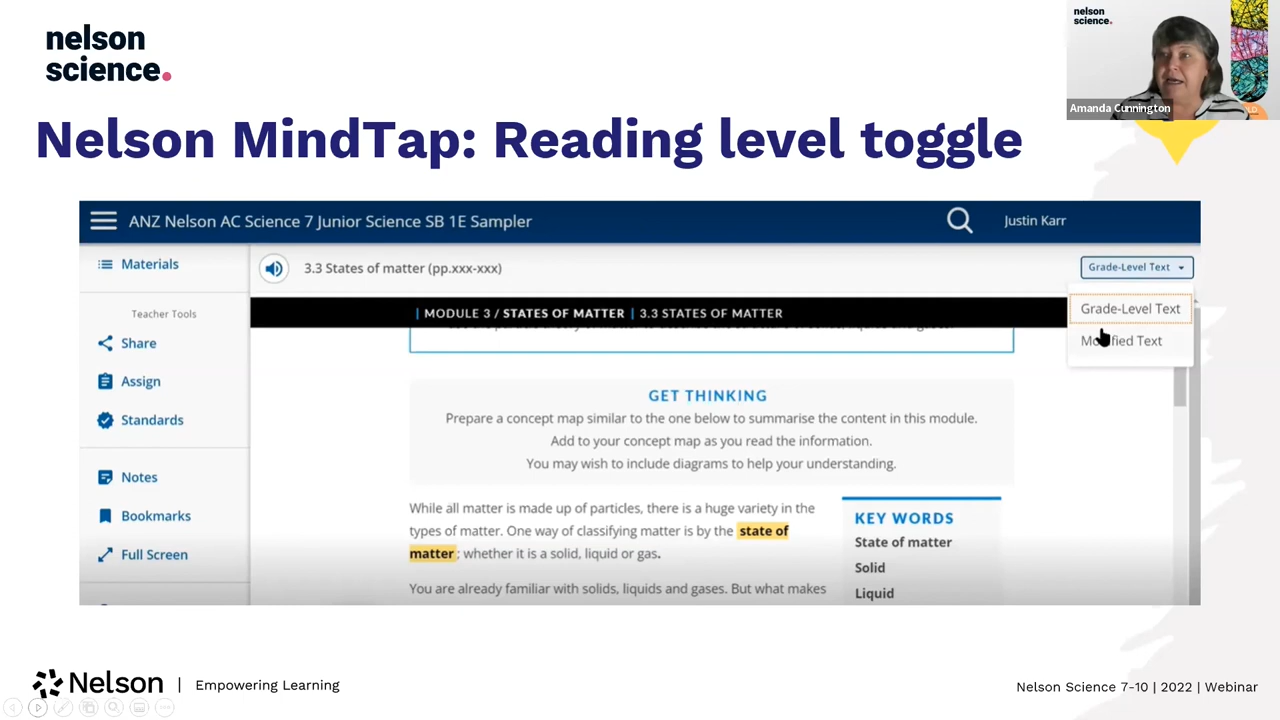 nelson
science.
nelson
science.
Amanda Cunnington
Nelson MindTap: Reading level toggle
ANZ Nelson AC Science 7 Junior Science SB 1E Sampler
Justin Karr
Materials
3.3 States of matter (pp.xxx-xxx)
Grade-Level Text
Grade-Level Text
Modified Text
| MODULE 3 / STATES OF MATTER | 3.3 STATES OF MATTER
Teacher Tools
Share
Assign
Standards
Notes
Bookmarks
Full Screen
GET THINKING
Prepare a concept map similar to the one below to summarise the content in this module.
Add to your concept map as you read the information.
You may wish to include diagrams to help your understanding.
While all matter is made up of particles, there is a huge variety in the
types of matter. One way of classifying matter is by the state of
matter; whether it is a solid, liquid or gas.
You are already familiar with solids, liquids and gases. But what makes
KEY WORDS
State of matter
Solid
Liquid
Nelson | Empowering Learning
Nelson Science 7-10 | 2022 | Webinar